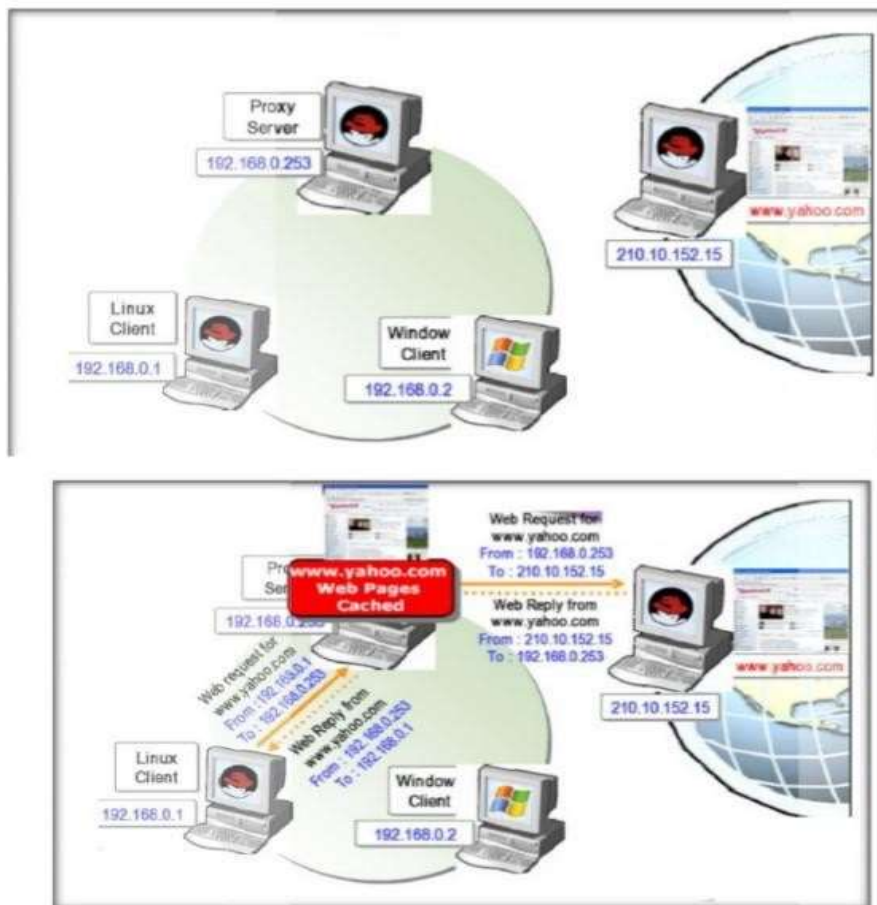 Proxy
Server
192.168.0.253
www.yahoo.com
210.10.152.15
Linux
Client
192.168.0.1
Window
Client
192.168.0.2
Web Request for
www.yahoo.com
From : 192.168.0.253
To : 210.10.152.15
www.yahoo.com
Web Pages
Cached
Web Reply from
www.yahoo.com
From : 210.10.152.15
To : 192.168.0.253
www.yahoo.com
210.10.152.15
Web request for
www.yahoo.com
From : 192.168.0.1
To : 192.168.0.253
Web Reply from
www.yahoo.com
From : 192.168.0.253
To : 192.168.0.1
Linux
Client
192.168.0.1
Window
Client
192.168.0.2